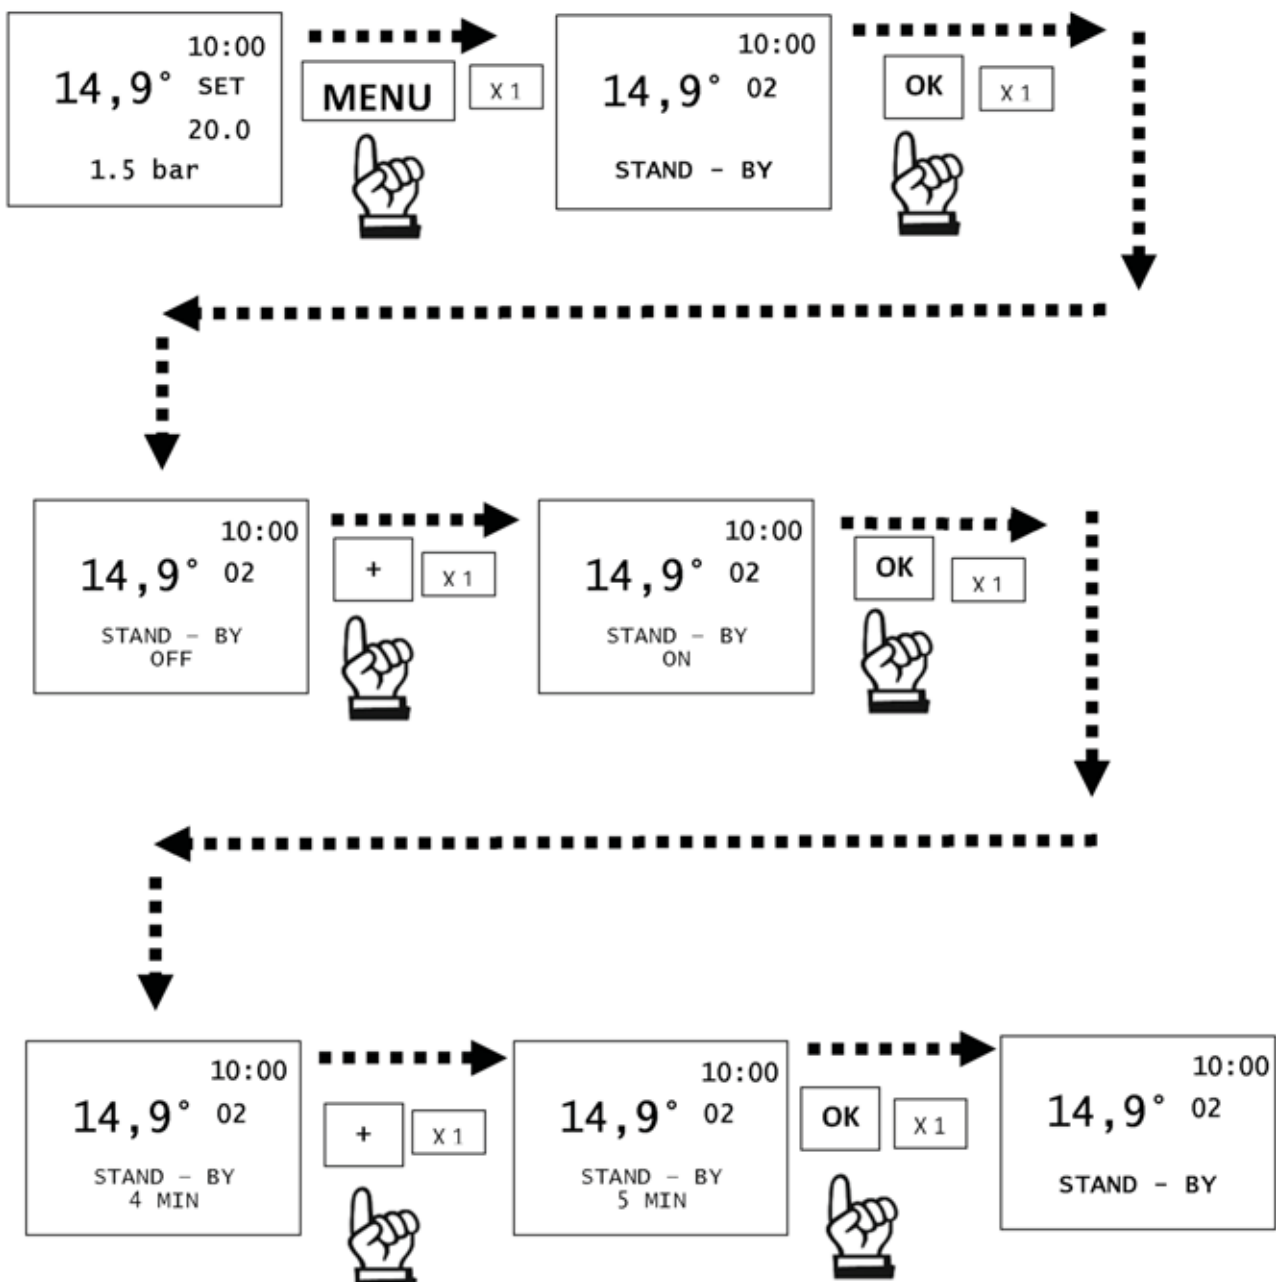 10:00
14,9° SET
20.0
1.5 bar
MENU X 1
10:00
14,9° 02
STAND – BY
OK X 1
10:00
14,9° 02
STAND – BY
OFF
+ X 1
10:00
14,9° 02
STAND – BY
ON
OK X 1
10:00
14,9° 02
STAND – BY
4 MIN
+ X 1
10:00
14,9° 02
STAND – BY
5 MIN
OK X 1
10:00
14,9° 02
STAND – BY